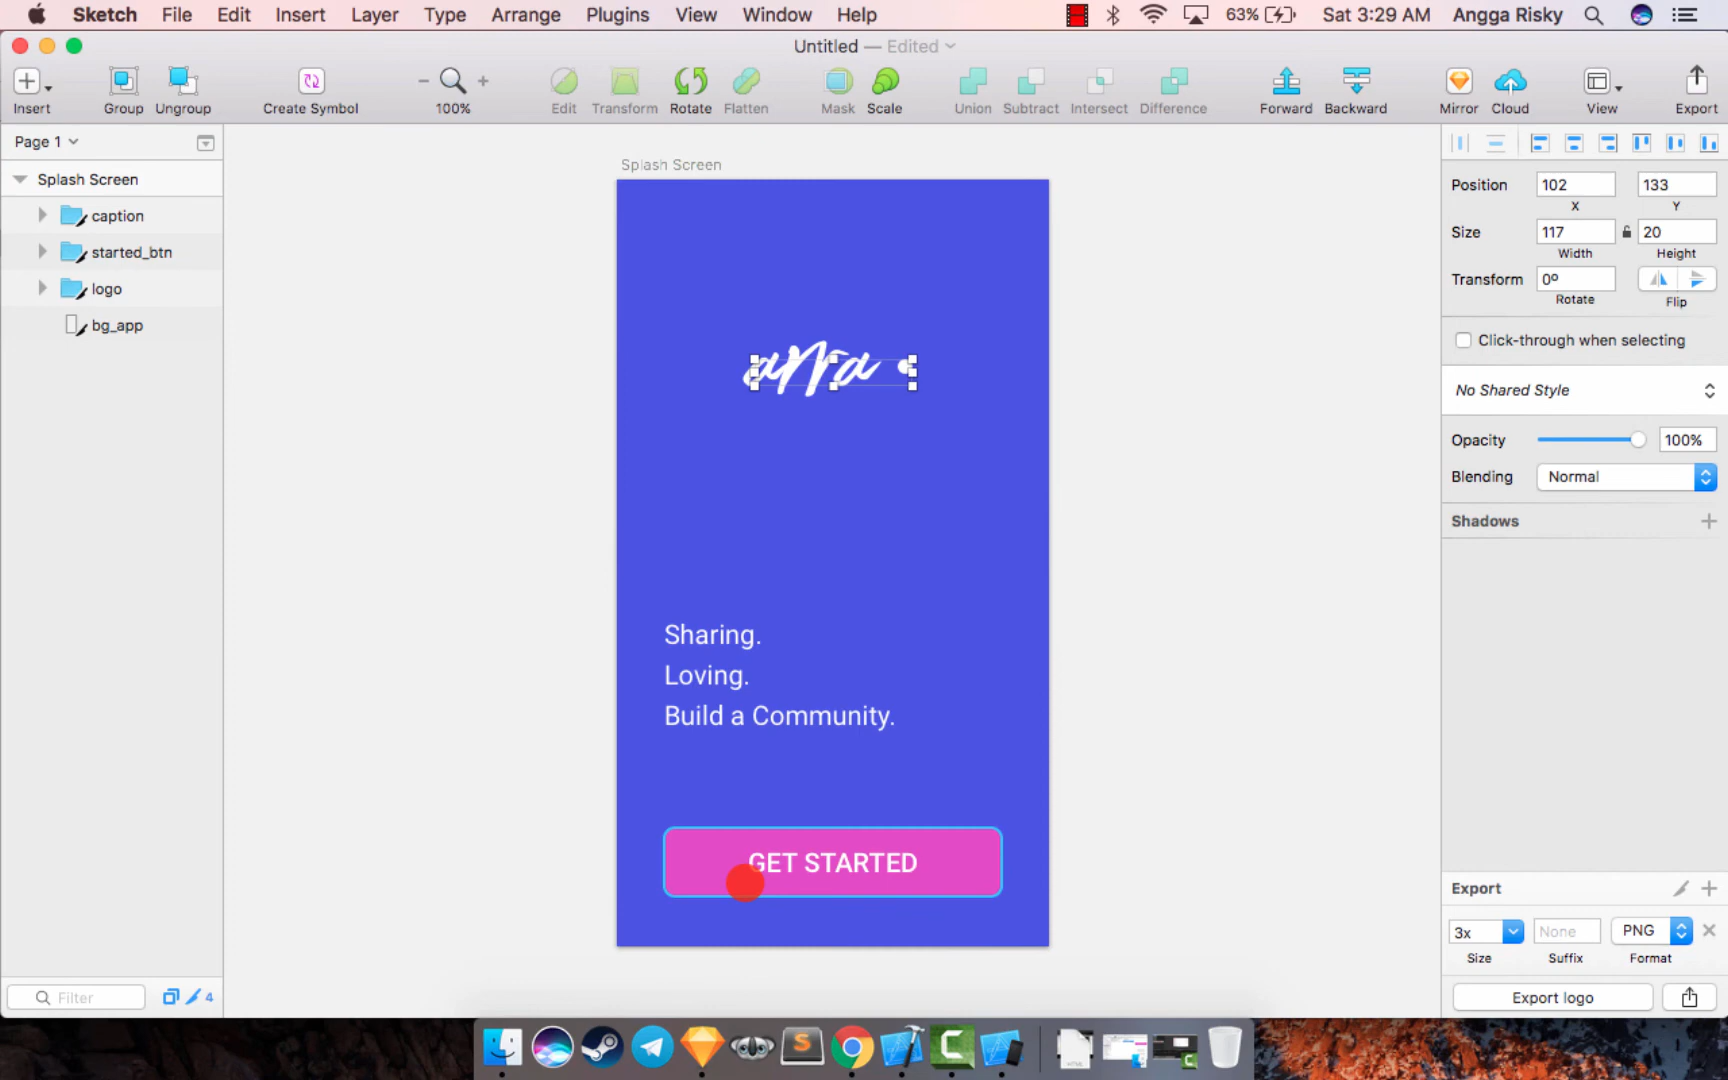 Sketch File Edit Insert Layer Type Arrange Plugins View Window Help 63% Sat 3:29 AM Angga Risky
Untitled — Edited
Insert Group Ungroup Create Symbol 100% Edit Transform Rotate Flatten Mask Scale Union Subtract Intersect Difference Forward Backward Mirror Cloud View Export
Page 1
Splash Screen
caption
started_btn
logo
bg_app
Filter
4
Splash Screen
Sharing.
Loving.
Build a Community.
GET STARTED
Position 102 133
X Y
Size 117 20
Width Height
Transform 0º
Rotate Flip
Click-through when selecting
No Shared Style
Opacity 100%
Blending Normal
Shadows
Export
3x None PNG
Size Suffix Format
Export logo